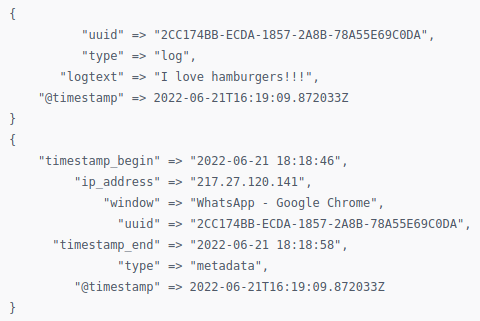 {
"uuid" => "2CC174BB-ECDA-1857-2A8B-78A55E69C0DA",
"type" => "log",
"logtext" => "I love hamburgers!!!",
"@timestamp" => 2022-06-21T16:19:09.872033Z
}
{
"timestamp_begin" => "2022-06-21 18:18:46",
"ip_address" => "217.27.120.141",
"window" => "WhatsApp - Google Chrome",
"uuid" => "2CC174BB-ECDA-1857-2A8B-78A55E69C0DA",
"timestamp_end" => "2022-06-21 18:18:58",
"type" => "metadata",
"@timestamp" => 2022-06-21T16:19:09.872033Z
}